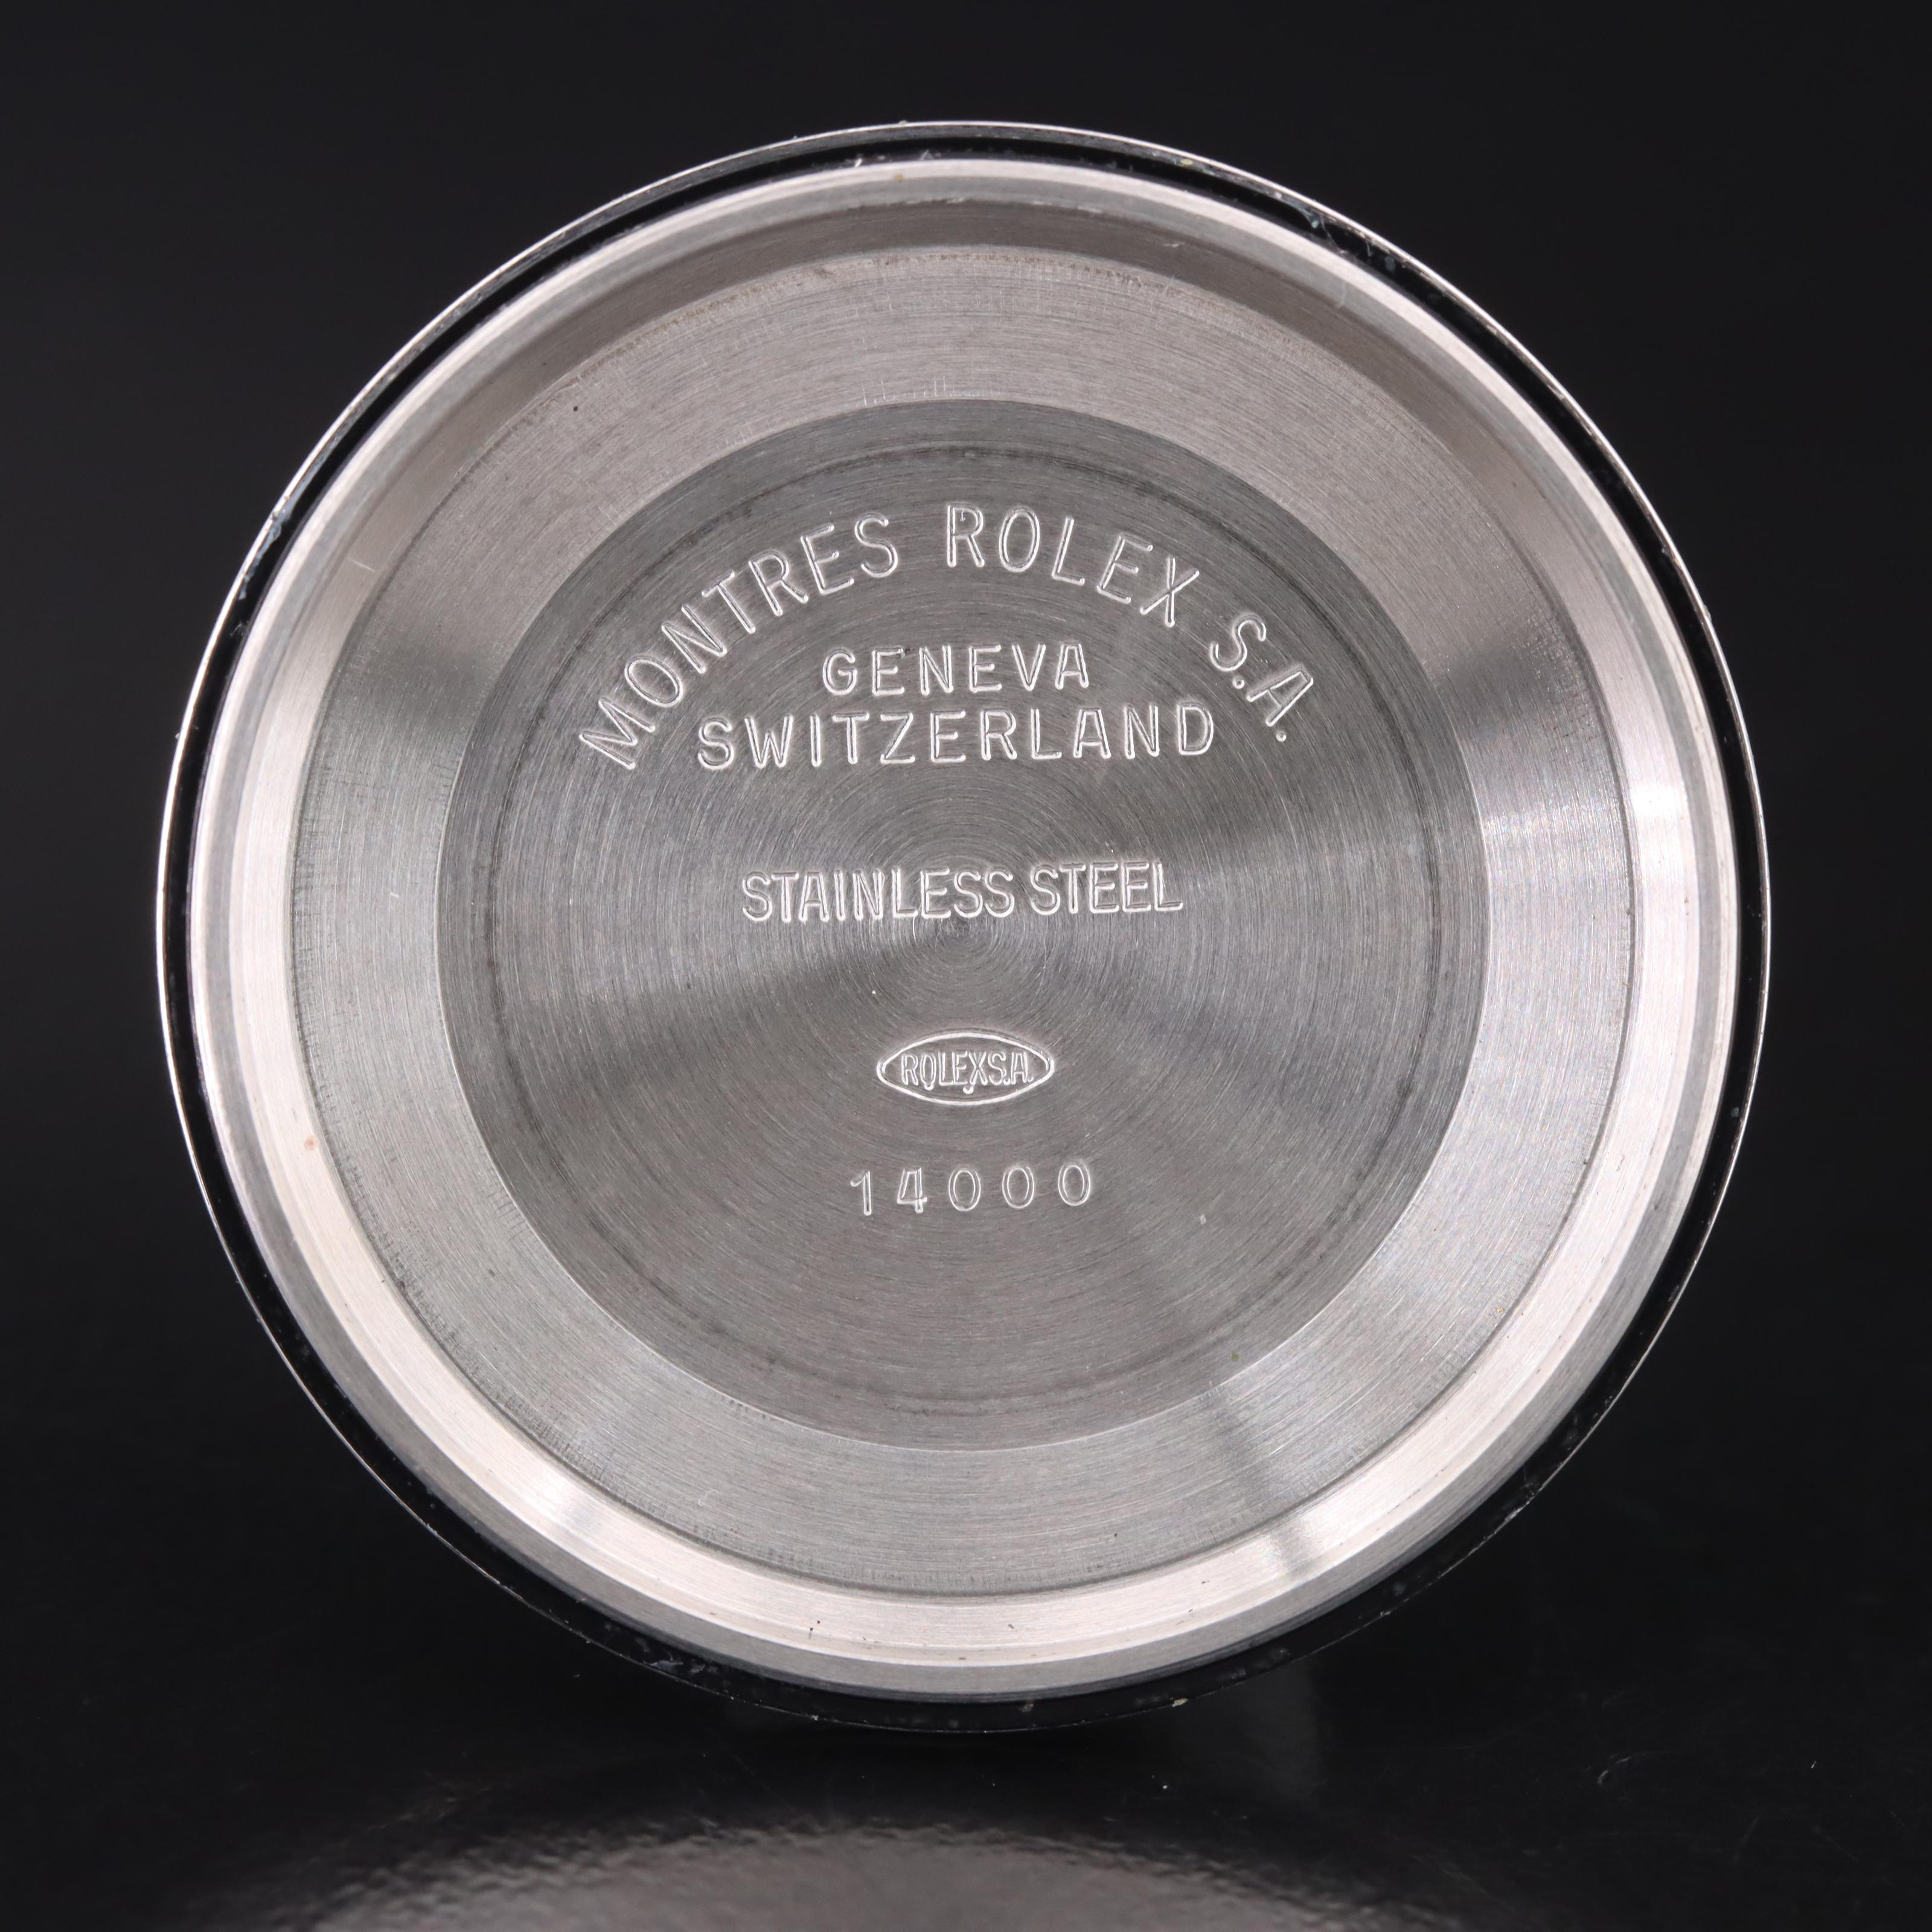 MONTRES ROLEX S.A.
GENEVA
SWITZERLAND
STAINLESS STEEL
ROLEX S.A.
14000